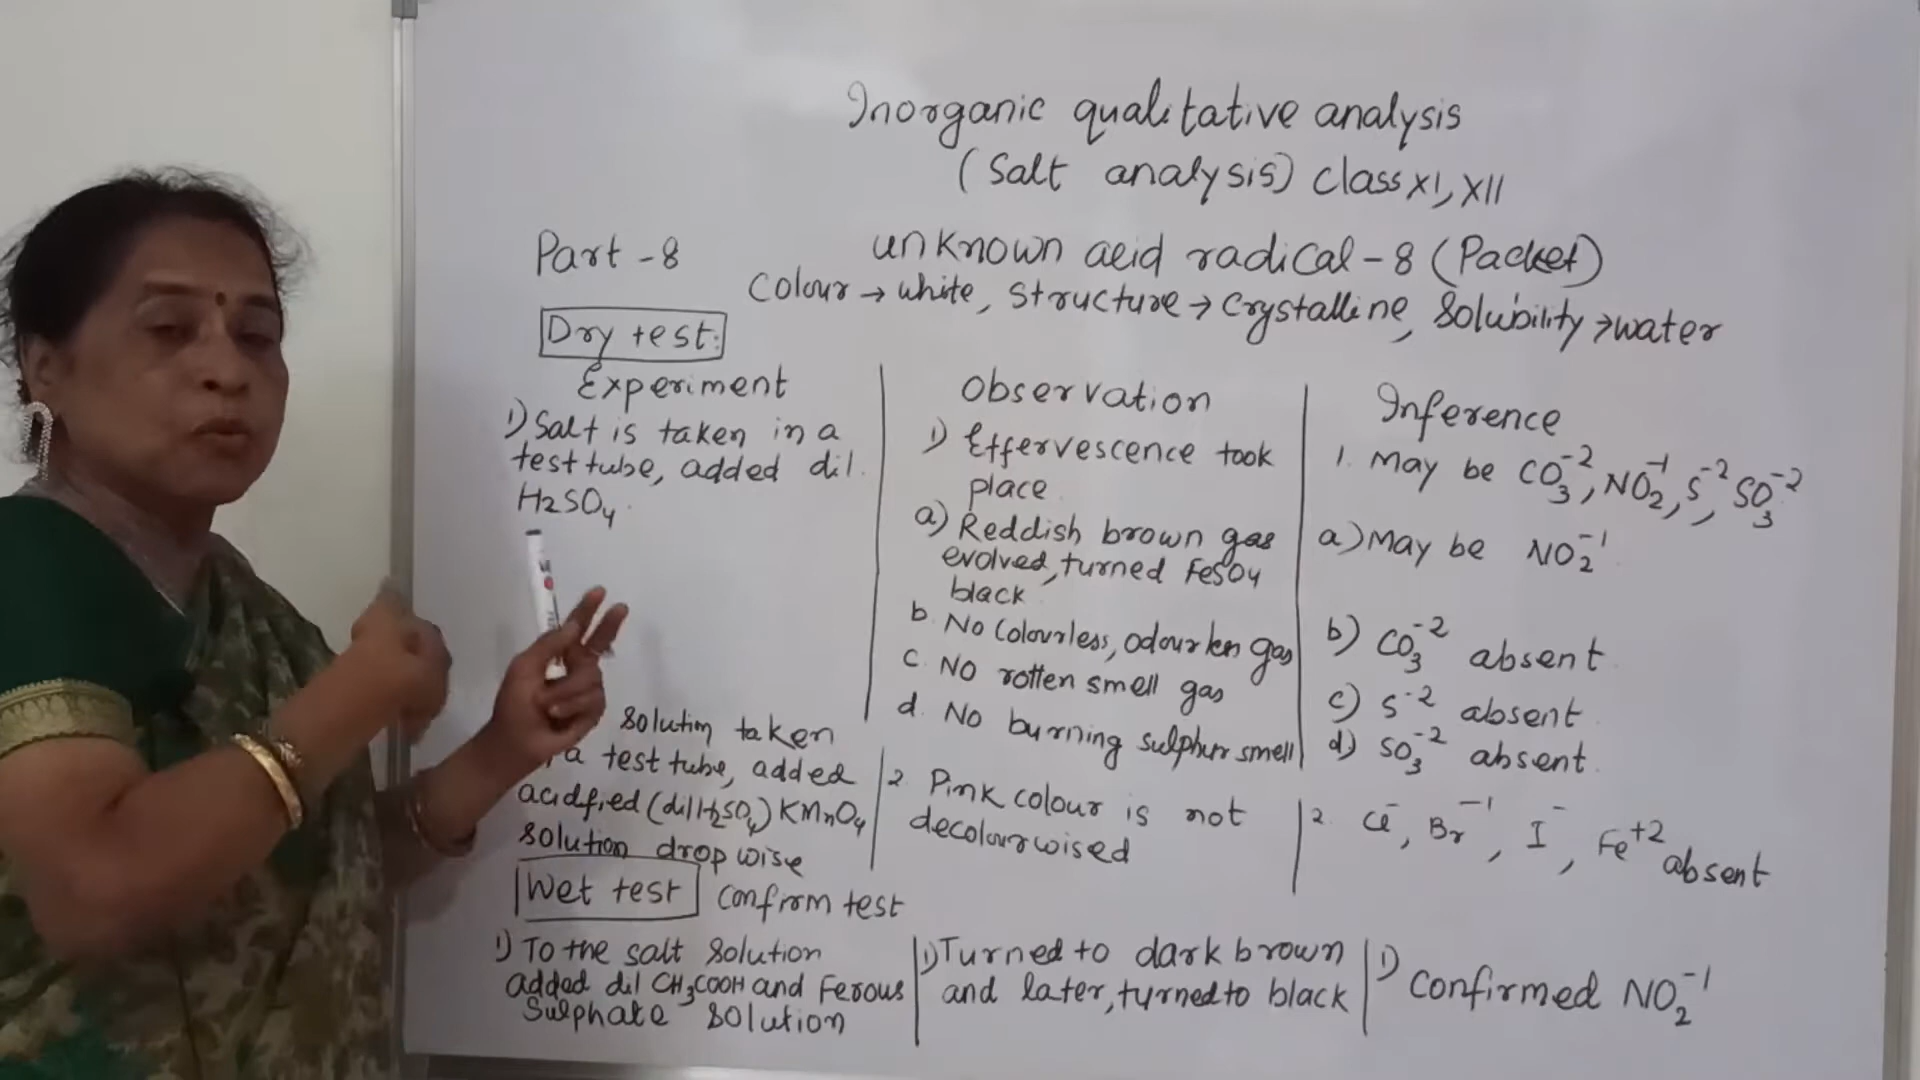 Inorganic qualitative analysis
(Salt analysis) class XI, XII
Part - 8
unknown acid radical - 8 (Packet)
Colour → white, Structure → Crystalline, Solubility → water
Dry test:
Experiment
1) Salt is taken in a
test tube, added dil.
H2SO4.
solution taken
a test tube, added
acidfied (dil H2SO4) KMnO4
solution dropwise
Observation
1) Effervescence took
place
a) Reddish brown gas
evolved, turned FeSO4
black
b. No Colourless, odourless gas
c. No rotten smell gas
d. No burning sulphur smell
2. Pink colour is not
decolourwised
Inference
1. May be CO3⁻², NO2⁻¹, S⁻², SO3⁻²
a) May be NO2⁻¹
b) CO3⁻² absent
c) S⁻² absent
d) SO3⁻² absent.
2. Cl⁻, Br⁻¹, I⁻, Fe⁺² absent
Wet test Confirm test
1) To the salt solution
added dil CH3COOH and Ferous
Sulphate solution
1) Turned to dark brown
and later, turned to black
1) Confirmed NO2⁻¹